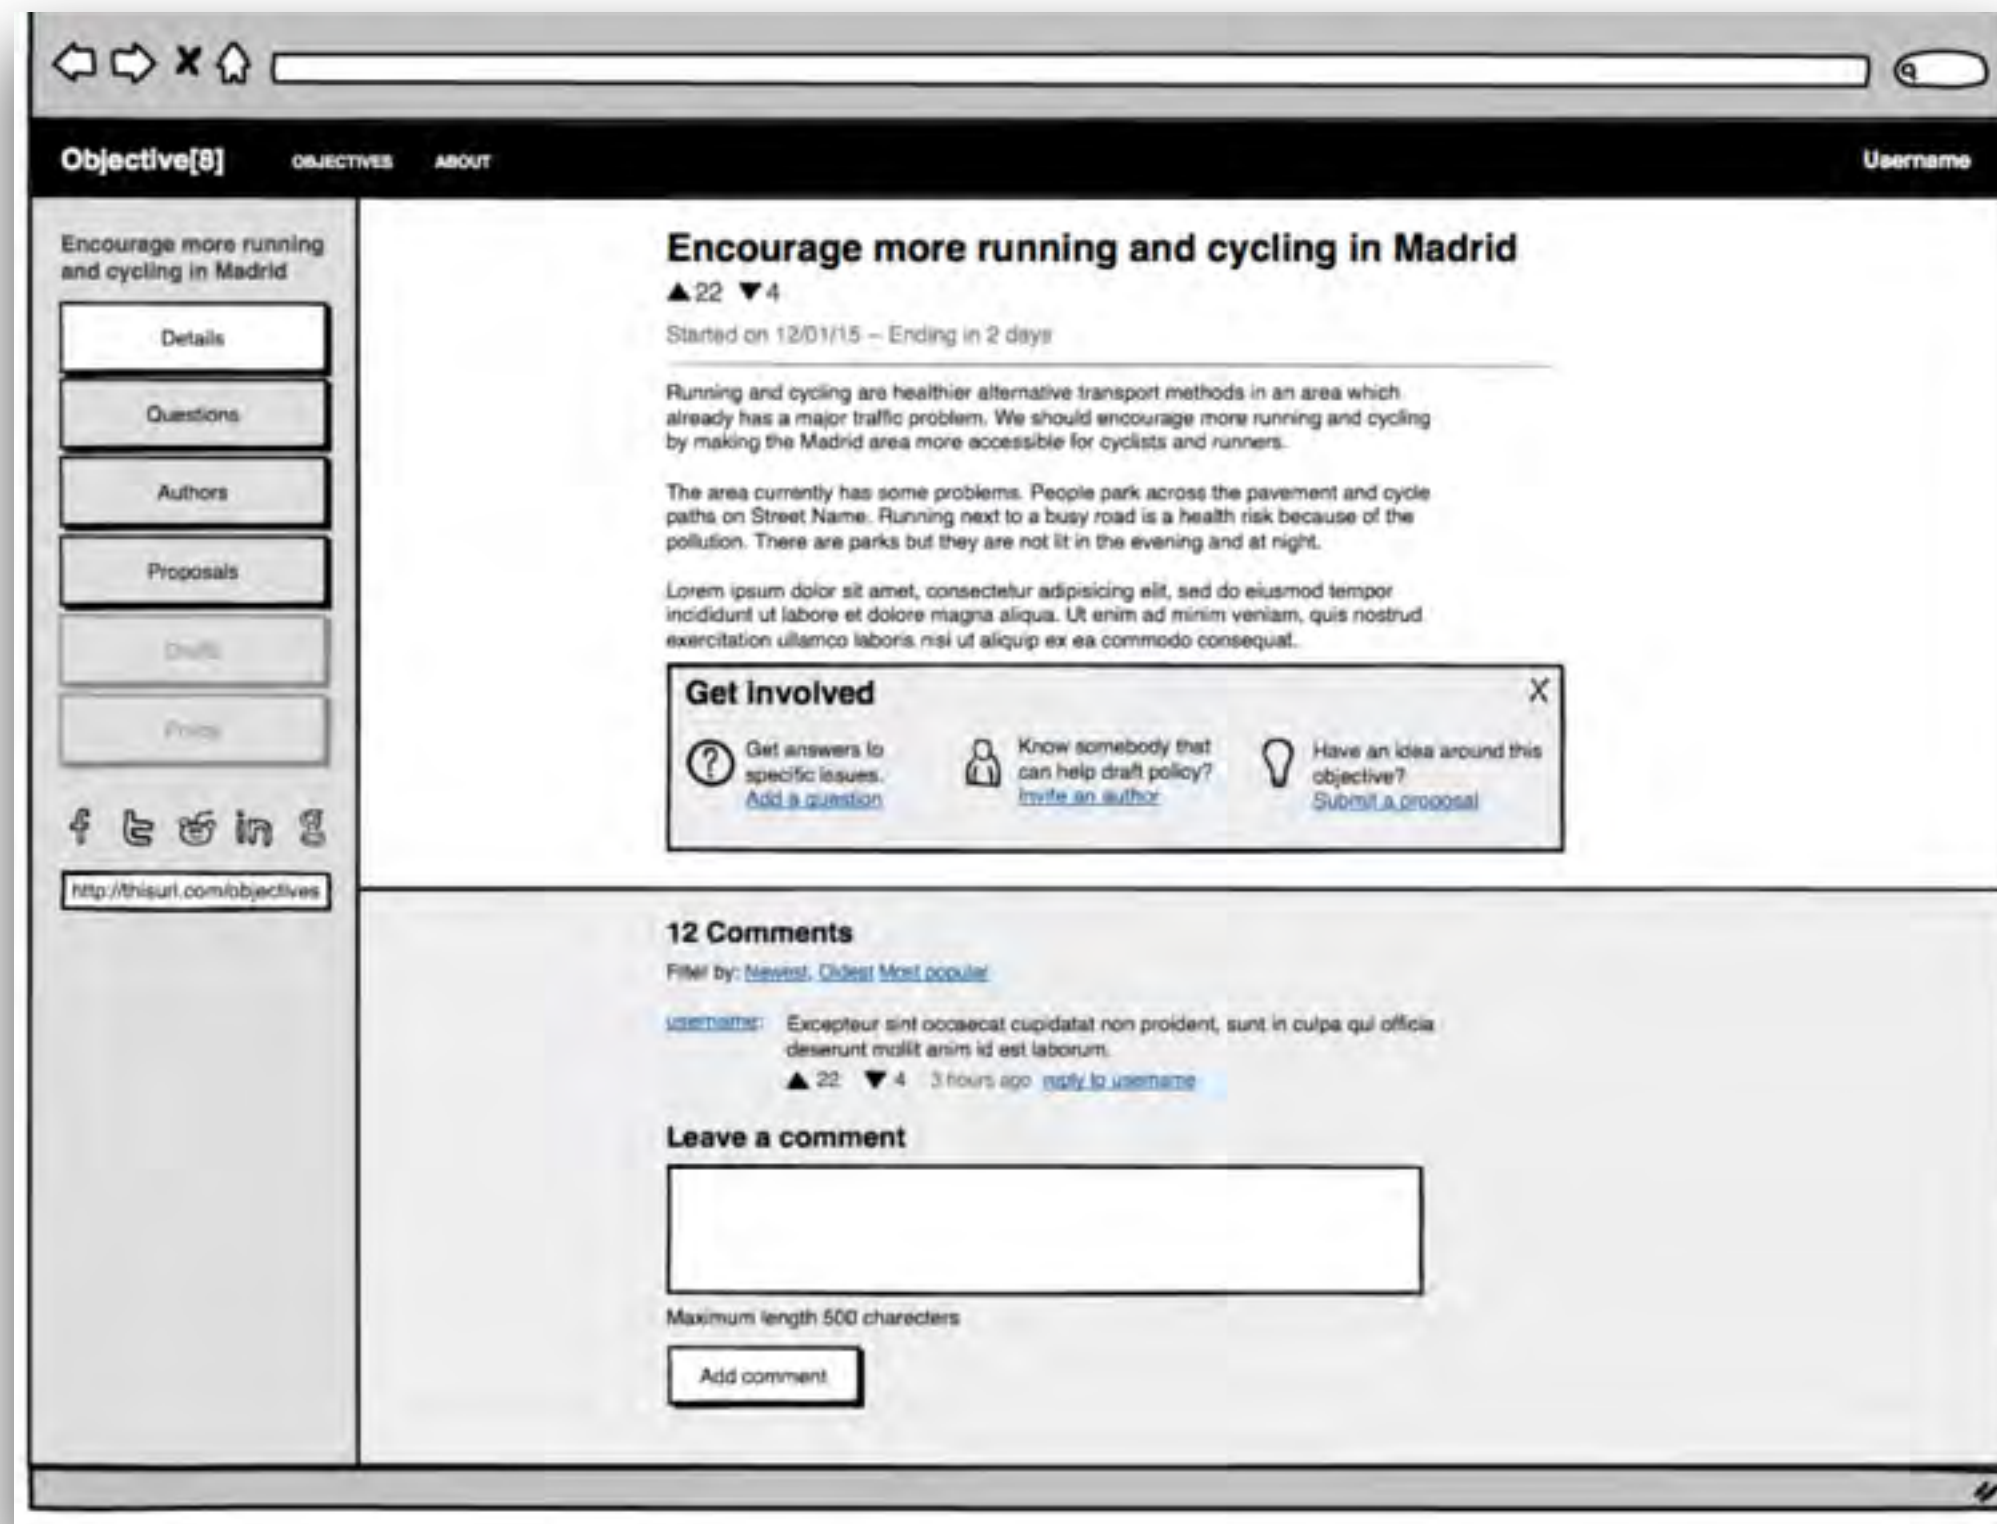 Objective[8]
OBJECTIVES
ABOUT
Username
Encourage more running
and cycling in Madrid
Details
Questions
Authors
Proposals
Drafts
http://thisurl.com/objectives
Encourage more running and cycling in Madrid
▲22 ▼4
Started on 12/01/15 – Ending in 2 days
Running and cycling are healthier alternative transport methods in an area which
already has a major traffic problem. We should encourage more running and cycling
by making the Madrid area more accessible for cyclists and runners.
The area currently has some problems. People park across the pavement and cycle
paths on Street Name. Running next to a busy road is a health risk because of the
pollution. There are parks but they are not lit in the evening and at night.
Lorem ipsum dolor sit amet, consectetur adipisicing elit, sed do eiusmod tempor
incididunt ut labore et dolore magna aliqua. Ut enim ad minim veniam, quis nostrud
exercitation ullamco laboris nisi ut aliquip ex ea commodo consequat.
Get involved
X
Get answers to
specific issues.
Add a question
Know somebody that
can help draft policy?
Invite an author
Have an idea around this
objective?
Submit a proposal
12 Comments
Filter by: Newest, Oldest Most popular
username: Excepteur sint occaecat cupidatat non proident, sunt in culpa qui officia
deserunt mollit anim id est laborum.
▲ 22 ▼ 4 3 hours ago reply to username
Leave a comment
Maximum length 500 charecters
Add comment